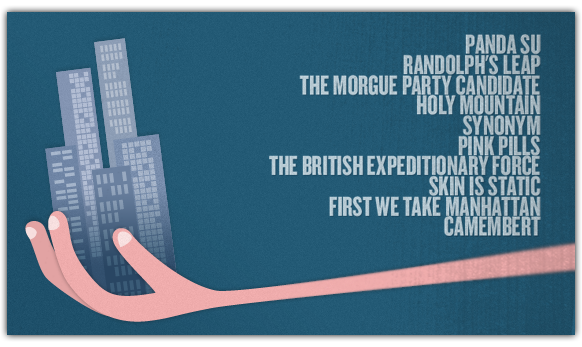 PANDA SU
RANDOLPH'S LEAP
THE MORGUE PARTY CANDIDATE
HOLY MOUNTAIN
SYNONYM
PINK PILLS
THE BRITISH EXPEDITIONARY FORCE
SKIN IS STATIC
FIRST WE TAKE MANHATTAN
CAMEMBERT